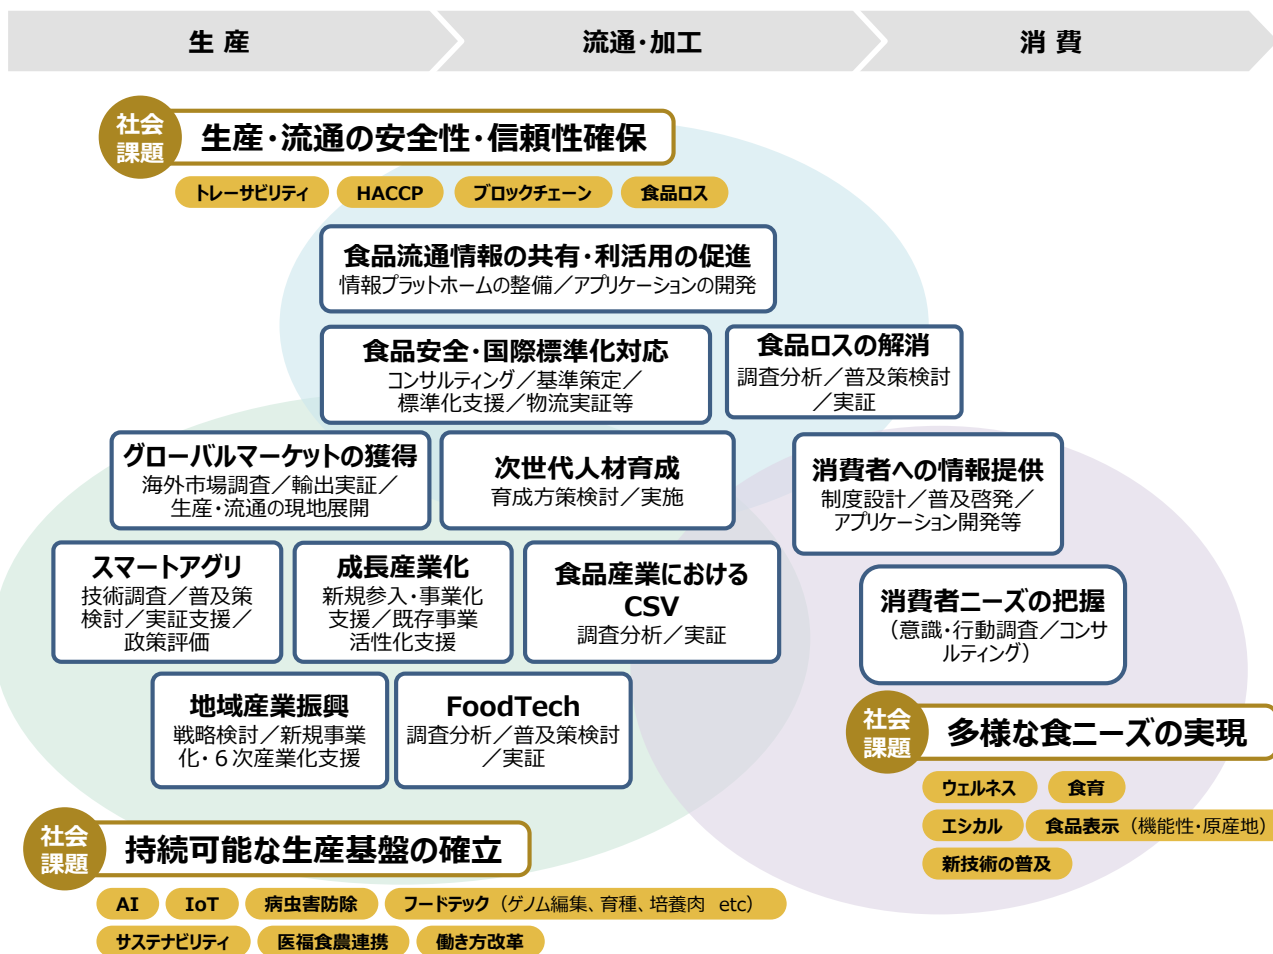 生 産
流通・加工
消 費
社会
課題
生産・流通の安全性・信頼性確保
トレーサビリティ
HACCP
ブロックチェーン
食品ロス
食品流通情報の共有・利活用の促進
情報プラットホームの整備／アプリケーションの開発
食品安全・国際標準化対応
コンサルティング／基準策定／
標準化支援／物流実証等
食品ロスの解消
調査分析／普及策検討
／実証
グローバルマーケットの獲得
海外市場調査／輸出実証／
生産・流通の現地展開
次世代人材育成
育成方策検討／実施
消費者への情報提供
制度設計／普及啓発／
アプリケーション開発等
スマートアグリ
技術調査／普及策
検討／実証支援／
政策評価
成長産業化
新規参入・事業化
支援／既存事業
活性化支援
食品産業における
CSV
調査分析／実証
消費者ニーズの把握
（意識・行動調査／コンサ
ルティング）
地域産業振興
戦略検討／新規事業
化・６次産業化支援
FoodTech
調査分析／普及策検討
／実証
社会
課題
多様な食ニーズの実現
ウェルネス
食育
エシカル
食品表示（機能性・原産地）
新技術の普及
社会
課題
持続可能な生産基盤の確立
AI
IoT
病虫害防除
フードテック（ゲノム編集、育種、培養肉 etc）
サステナビリティ
医福食農連携
働き方改革